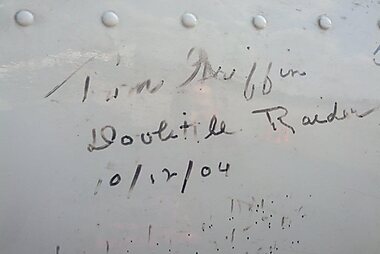 Tom Griffin
Doolittle Raider
10/12/04